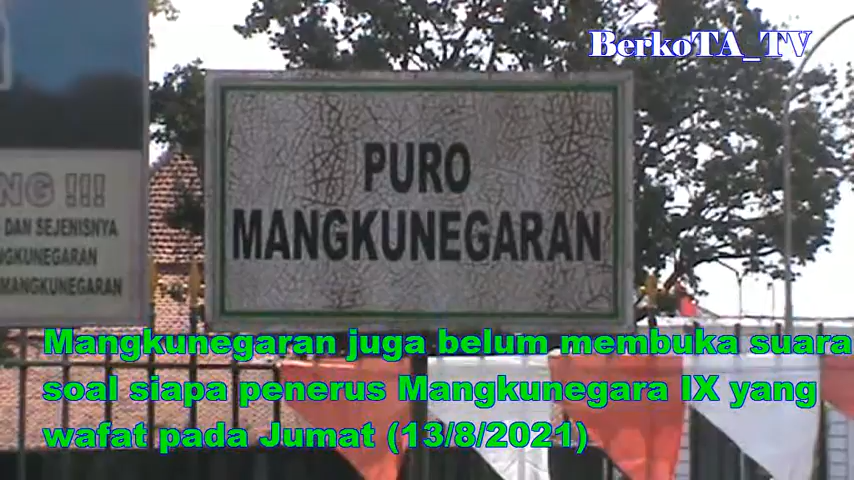 BerkoTA_TV
PURO
MANGKUNEGARAN
NG !!!
DAN SEJENISNYA
MANGKUNEGARAN
Mangkunegaran juga belum membuka suara
soal siapa penerus Mangkunegara IX yang
wafat pada Jumat (13/8/2021)